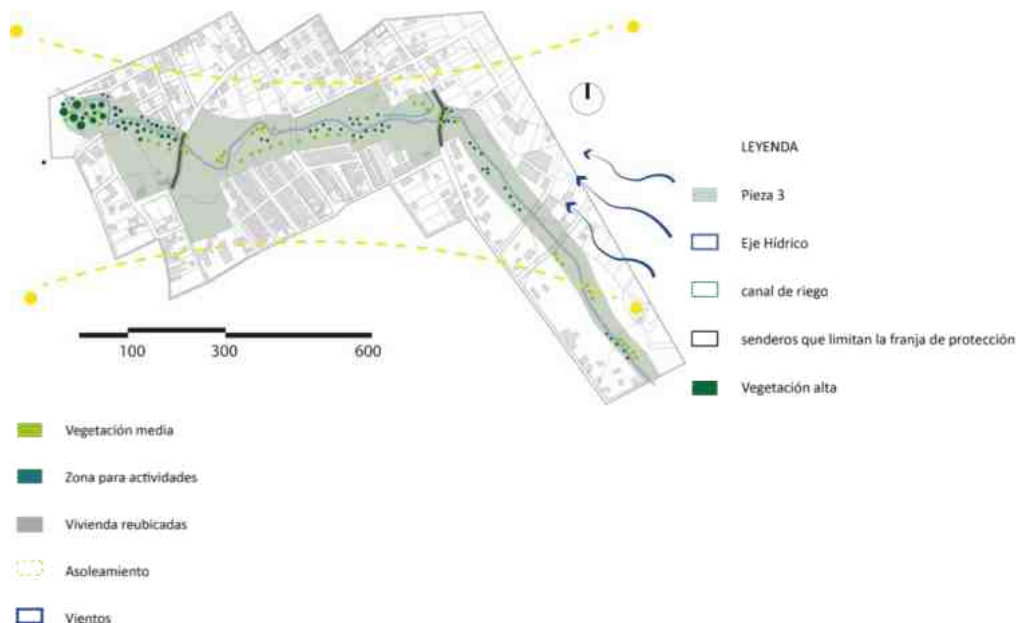 LEYENDA
Pieza 3
Eje Hídrico
canal de riego
senderos que limitan la franja de protección
Vegetación alta
100 300 600
Vegetación media
Zona para actividades
Vivienda reubicadas
Asoleamiento
Vientos